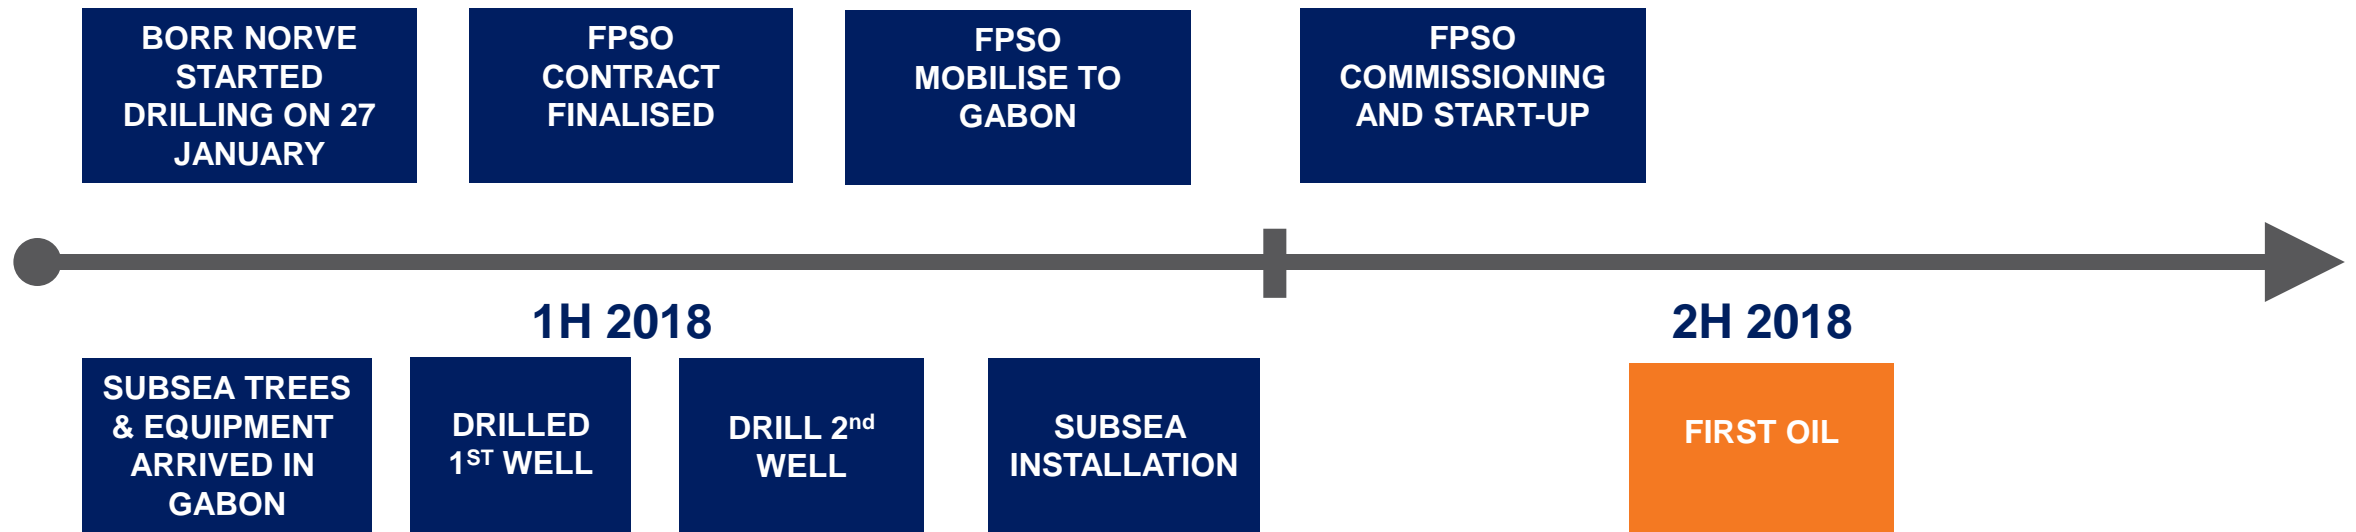 BORR NORVE
STARTED
DRILLING ON 27
JANUARY
FPSO
CONTRACT
FINALISED
FPSO
MOBILISE TO
GABON
FPSO
COMMISSIONING
AND START-UP
1H 2018
2H 2018
SUBSEA TREES
& EQUIPMENT
ARRIVED IN
GABON
DRILLED
1ST WELL
DRILL 2nd
WELL
SUBSEA
INSTALLATION
FIRST OIL